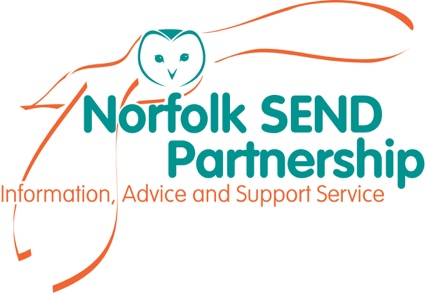 Norfolk SEND
Partnership
Information, Advice and Support Service